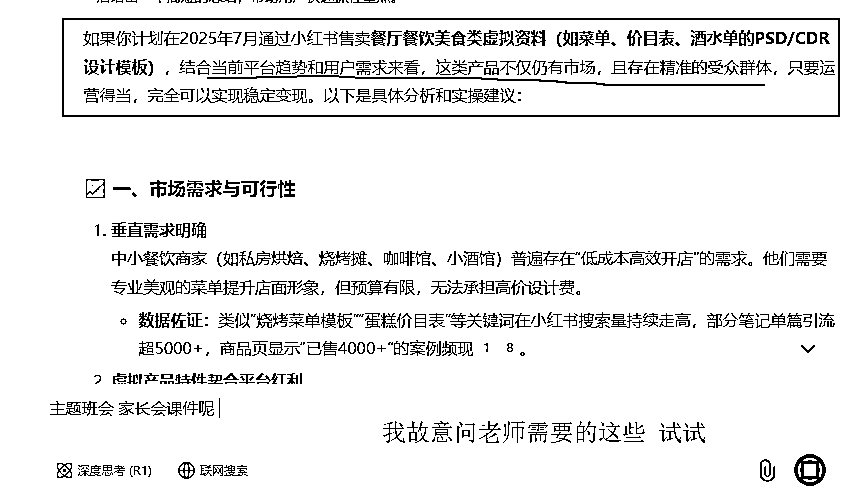 如果你计划在2025年7月通过小红书售卖餐厅餐饮美食类虚拟资料（如菜单、价目表、酒水单的PSD/CDR
设计模板），结合当前平台趋势和用户需求来看，这类产品不仅仍有市场，且存在精准的受众群体，只要运
营得当，完全可以实现稳定变现。以下是具体分析和实操建议：
一、市场需求与可行性
1. 垂直需求明确
中小餐饮商家（如私房烘焙、烧烤摊、咖啡馆、小酒馆）普遍存在“低成本高效开店”的需求。他们需要
专业美观的菜单提升店面形象，但预算有限，无法承担高价设计费。
数据佐证：类似“烧烤菜单模板”“蛋糕价目表”等关键词在小红书搜索量持续走高，部分笔记单篇引流
超5000+，商品页显示“已售4000+”的案例频现 1 8 。
2. 虚拟产品特性契合平台红利
主题班会 家长会课件呢
我故意问老师需要的这些 试试
深度思考 (R1) 联网搜索